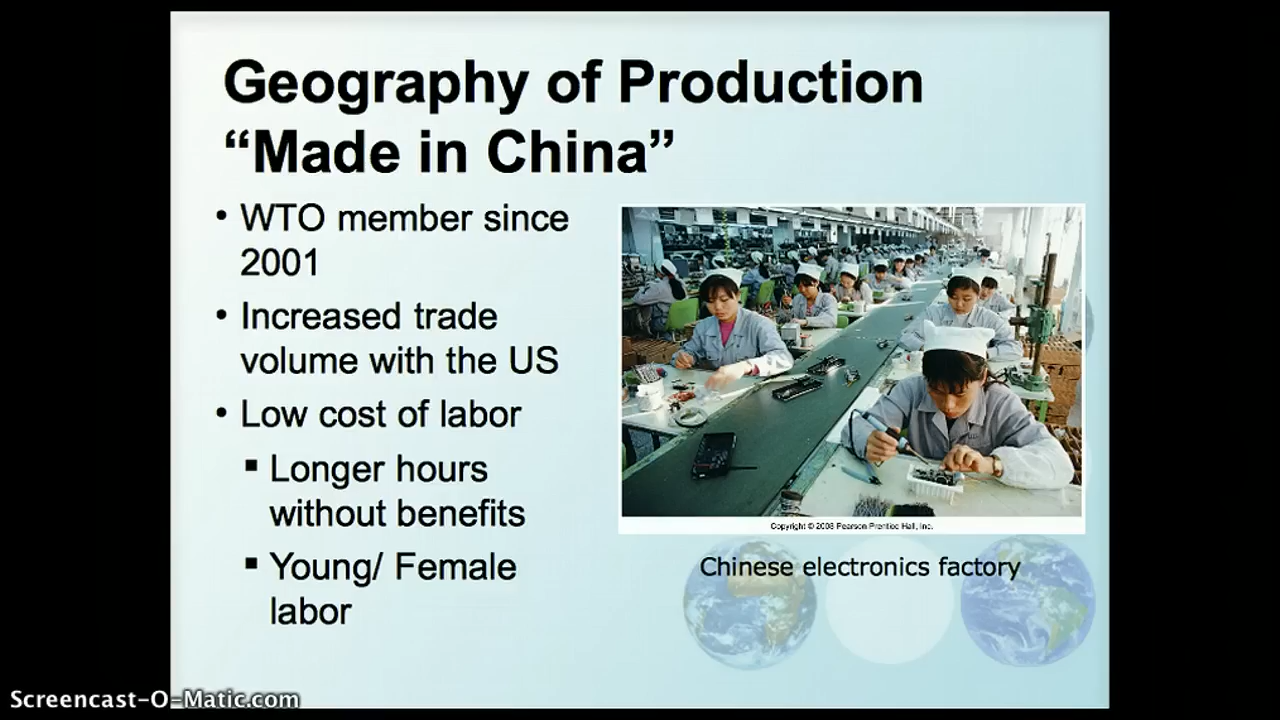 Geography of Production
“Made in China”
• WTO member since
2001
• Increased trade
volume with the US
• Low cost of labor
▪ Longer hours
without benefits
▪ Young/ Female
labor
Copyright © 2008 Pearson Prentice Hall, Inc.
Chinese electronics factory
Screencast-O-Matic.com